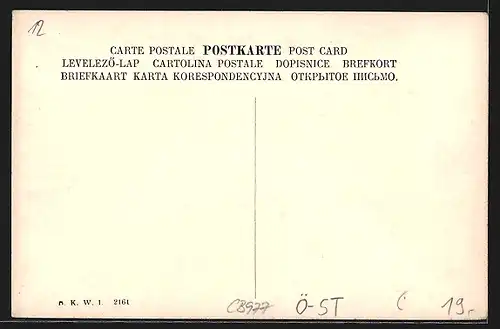 12
CARTE POSTALE POSTKARTE POST CARD
LEVELEZŐ-LAP CARTOLINA POSTALE DOPISNICE BREFKORT
BRIEFKAART KARTA KORESPONDENCYJNA ОТКРЫТОЕ ПИСЬМО.
B. K. W. I. 2161
C8977 Ö-ST C 19.-